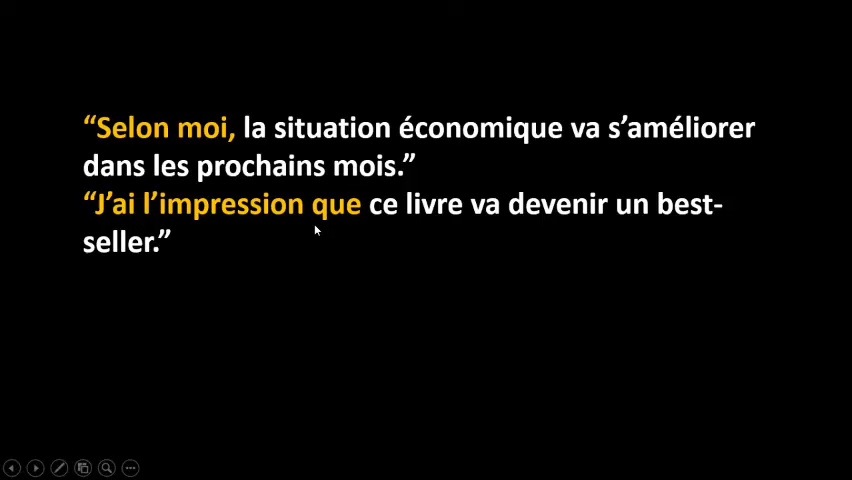 “Selon moi, la situation économique va s’améliorer
dans les prochains mois.”
“J’ai l’impression que ce livre va devenir un best-
seller.”